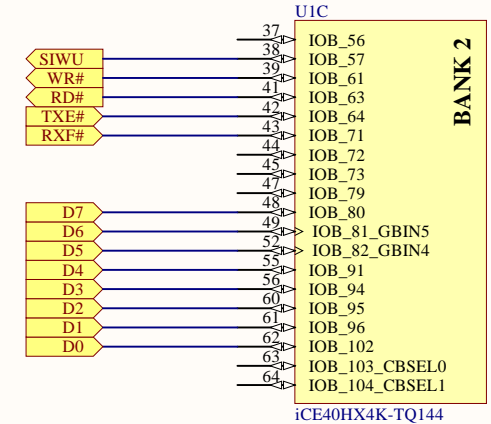 U1C
37 IOB_56
SIWU 38 IOB_57
WR# 39 IOB_61
RD# 41 IOB_63
TXE# 42 IOB_64
RXF# 43 IOB_71
44 IOB_72
45 IOB_73
47 IOB_79
D7 48 IOB_80
D6 49 IOB_81_GBIN5
D5 52 IOB_82_GBIN4
D4 55 IOB_91
D3 56 IOB_94
D2 60 IOB_95
D1 61 IOB_96
D0 62 IOB_102
63 IOB_103_CBSEL0
64 IOB_104_CBSEL1
BANK 2
iCE40HX4K-TQ144